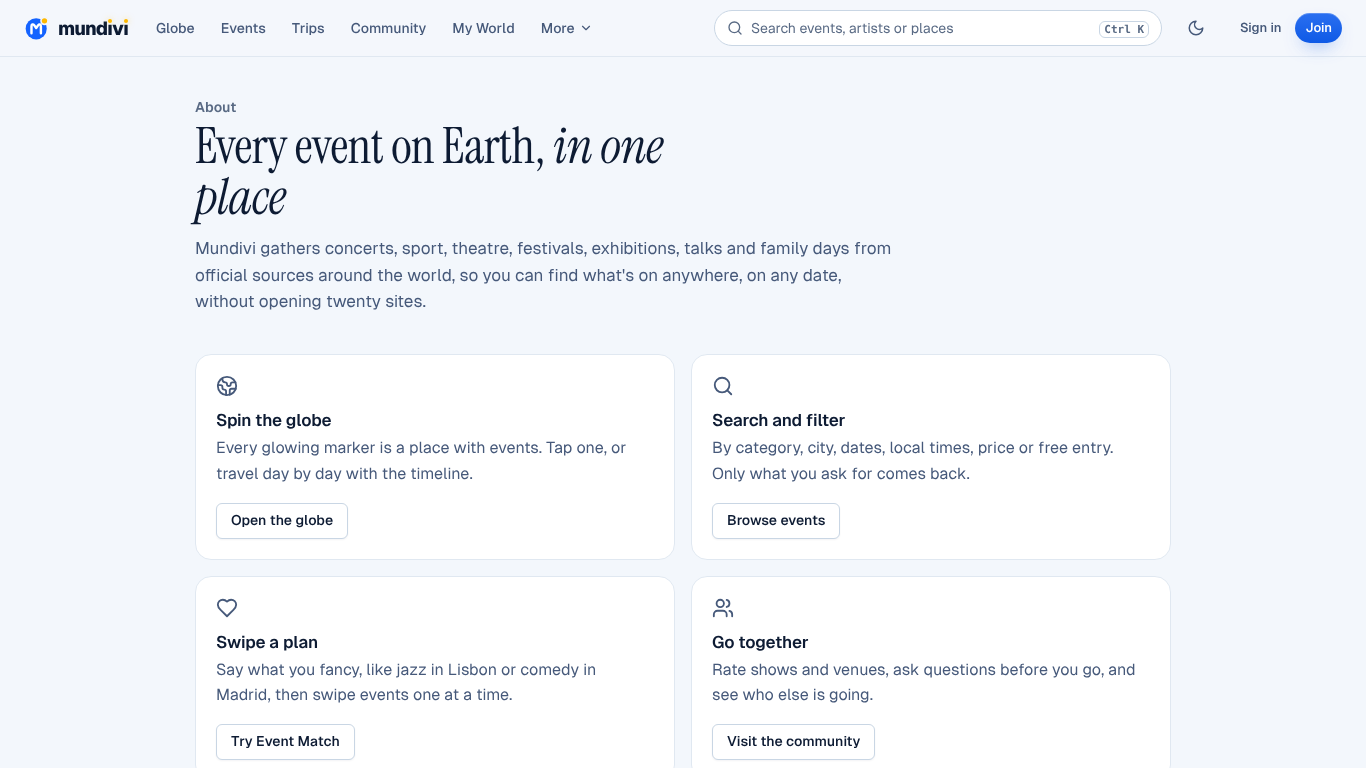 mundivi
Globe
Events
Trips
Community
My World
More
Search events, artists or places
Ctrl K
Sign in
Join
About
Every event on Earth, in one
place
Mundivi gathers concerts, sport, theatre, festivals, exhibitions, talks and family days from
official sources around the world, so you can find what's on anywhere, on any date,
without opening twenty sites.
Spin the globe
Every glowing marker is a place with events. Tap one, or
travel day by day with the timeline.
Open the globe
Search and filter
By category, city, dates, local times, price or free entry.
Only what you ask for comes back.
Browse events
Swipe a plan
Say what you fancy, like jazz in Lisbon or comedy in
Madrid, then swipe events one at a time.
Try Event Match
Go together
Rate shows and venues, ask questions before you go, and
see who else is going.
Visit the community